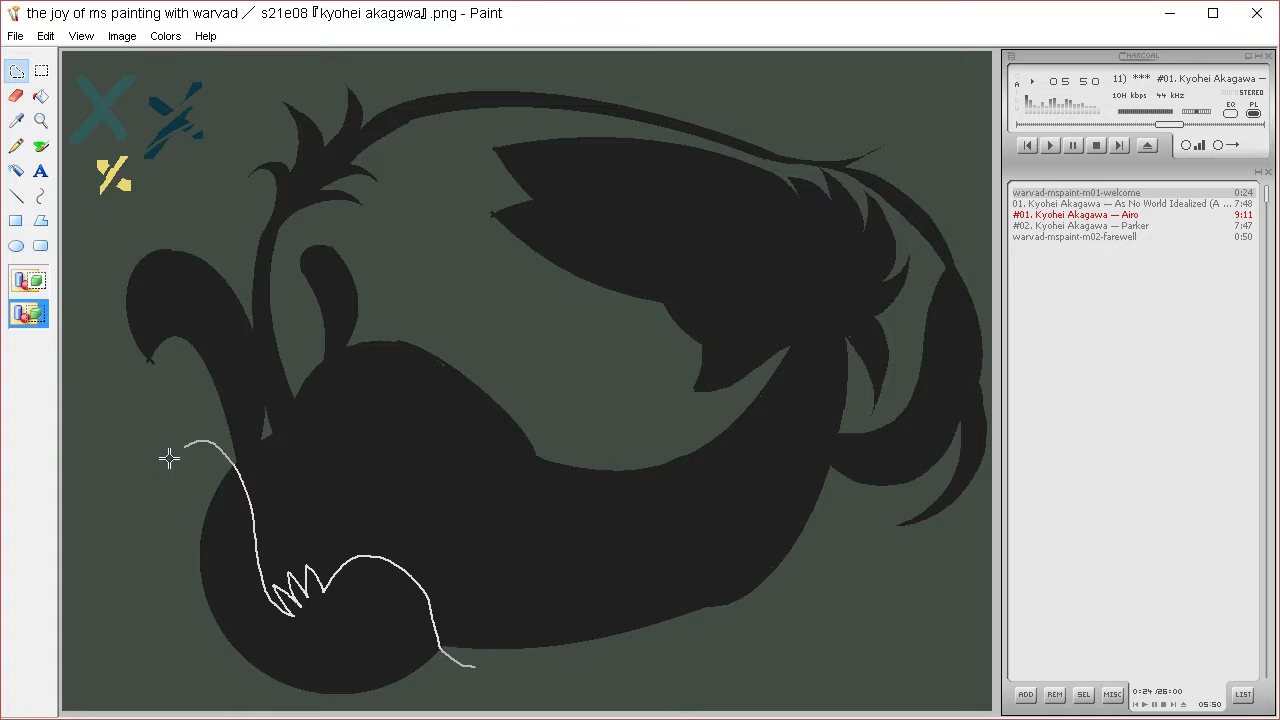 the joy of ms painting with warvad ／ s21e08『kyohei akagawa』.png - Paint
File Edit View Image Colors Help
CHARCOAL
05 50
11) *** #01. Kyohei Akagawa —
10H kbps 44 kHz
STEREO
EQ PL
warvad-mspaint-m01-welcome 0:24
01. Kyohei Akagawa — As No World Idealized (A ... 7:48
#01. Kyohei Akagawa — Airo 9:11
#02. Kyohei Akagawa — Parker 7:47
warvad-mspaint-m02-farewell 0:50
ADD REM SEL MISC 0:24/26:00 05:50 LIST